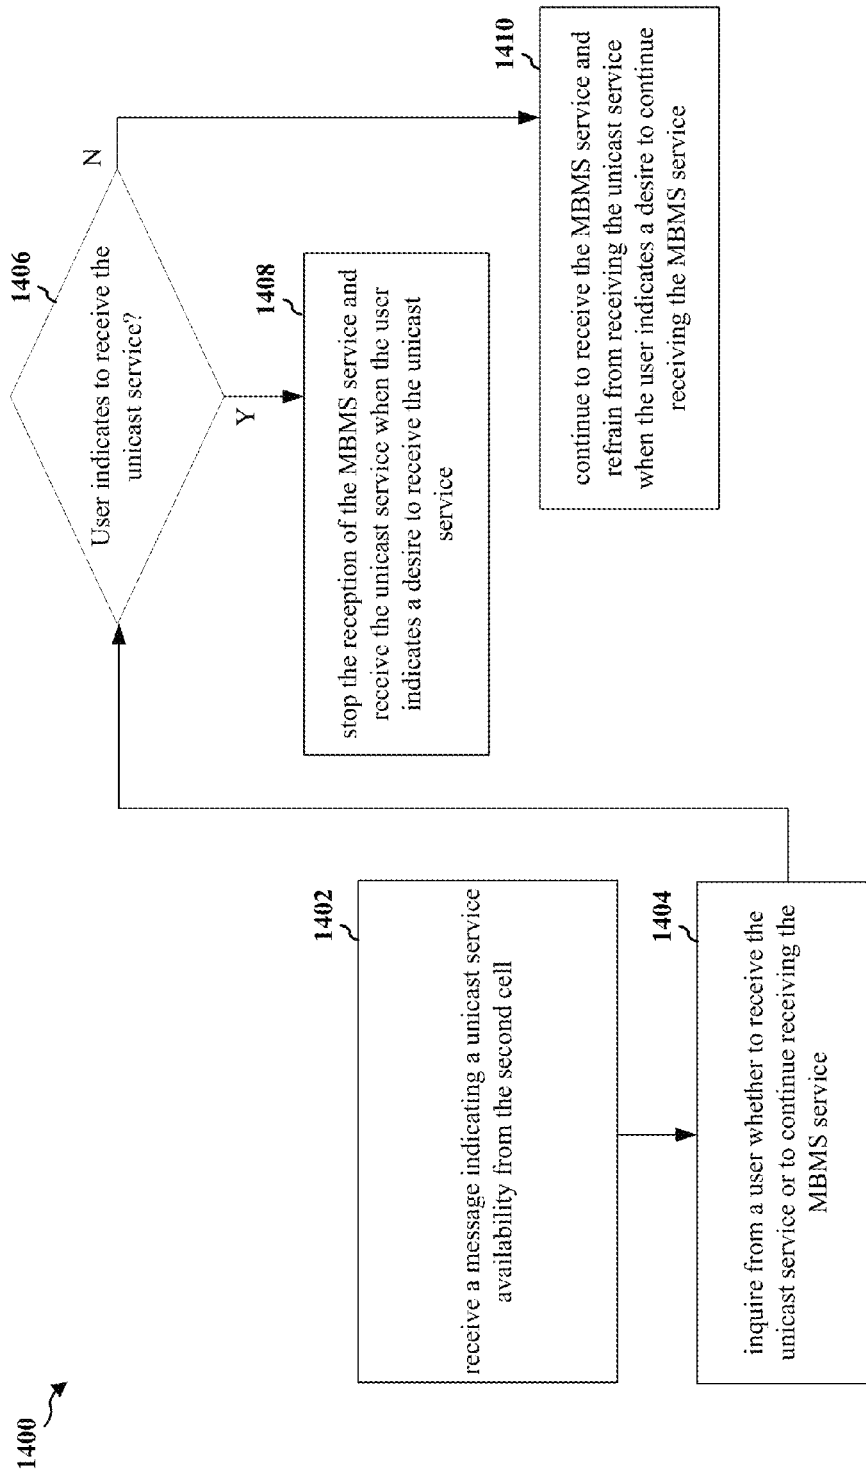 1400
1402
receive a message indicating a unicast service
availability from the second cell
1404
inquire from a user whether to receive the
unicast service or to continue receiving the
MBMS service
1406
User indicates to receive the
unicast service?
Y
N
1408
stop the reception of the MBMS service and
receive the unicast service when the user
indicates a desire to receive the unicast
service
1410
continue to receive the MBMS service and
refrain from receiving the unicast service
when the user indicates a desire to continue
receiving the MBMS service